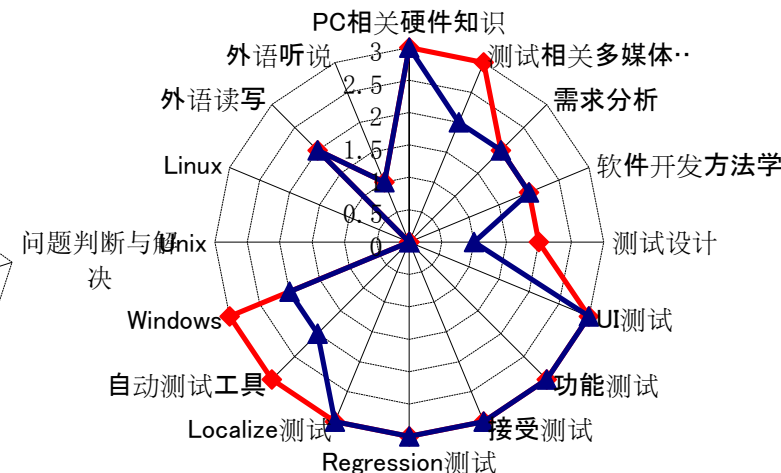 PC相关硬件知识
测试相关多媒体··
需求分析
软件开发方法学
测试设计
UI测试
功能测试
接受测试
Regression测试
Localize测试
自动测试工具
Windows
Unix
Linux
外语读写
外语听说
3
2.5
2
1.5
1
0.5
0
问题判断与解
决